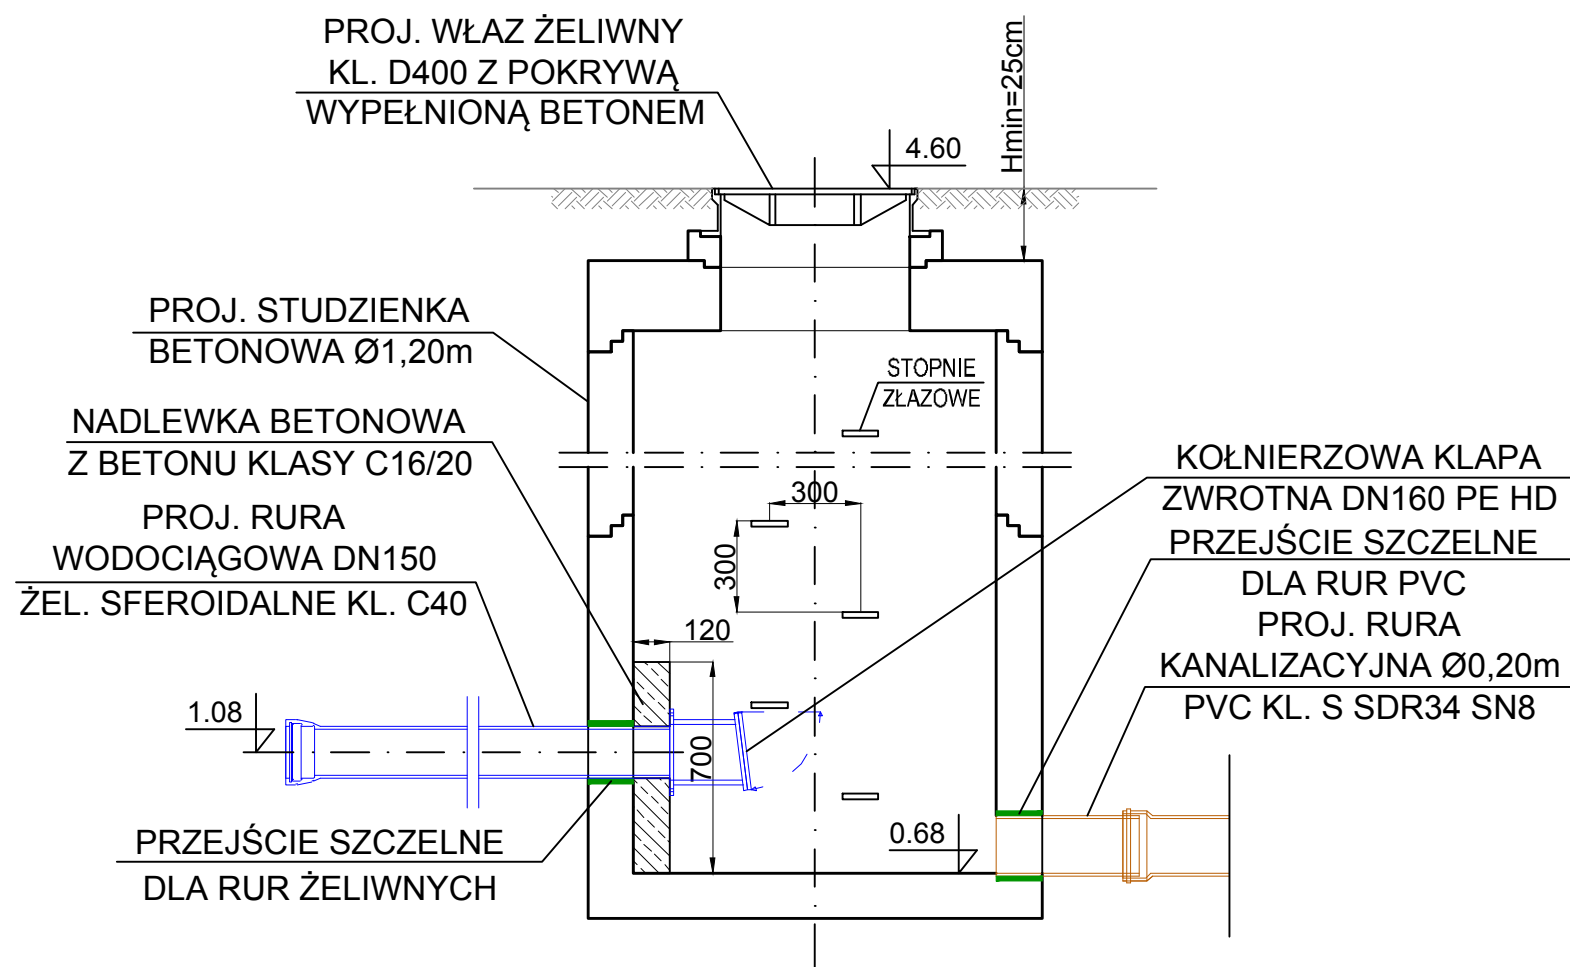 PROJ. WŁAZ ŻELIWNY
KL. D400 Z POKRYWĄ
WYPEŁNIONĄ BETONEM
Hmin=25cm
4.60
PROJ. STUDZIENKA
BETONOWA Ø1,20m
STOPNIE
ZŁAZOWE
NADLEWKA BETONOWA
Z BETONU KLASY C16/20
KOŁNIERZOWA KLAPA
ZWROTNA DN160 PE HD
300
300
PROJ. RURA
WODOCIĄGOWA DN150
ŻEL. SFEROIDALNE KL. C40
PRZEJŚCIE SZCZELNE
DLA RUR PVC
120
PROJ. RURA
KANALIZACYJNA Ø0,20m
PVC KL. S SDR34 SN8
1.08
700
0.68
PRZEJŚCIE SZCZELNE
DLA RUR ŻELIWNYCH